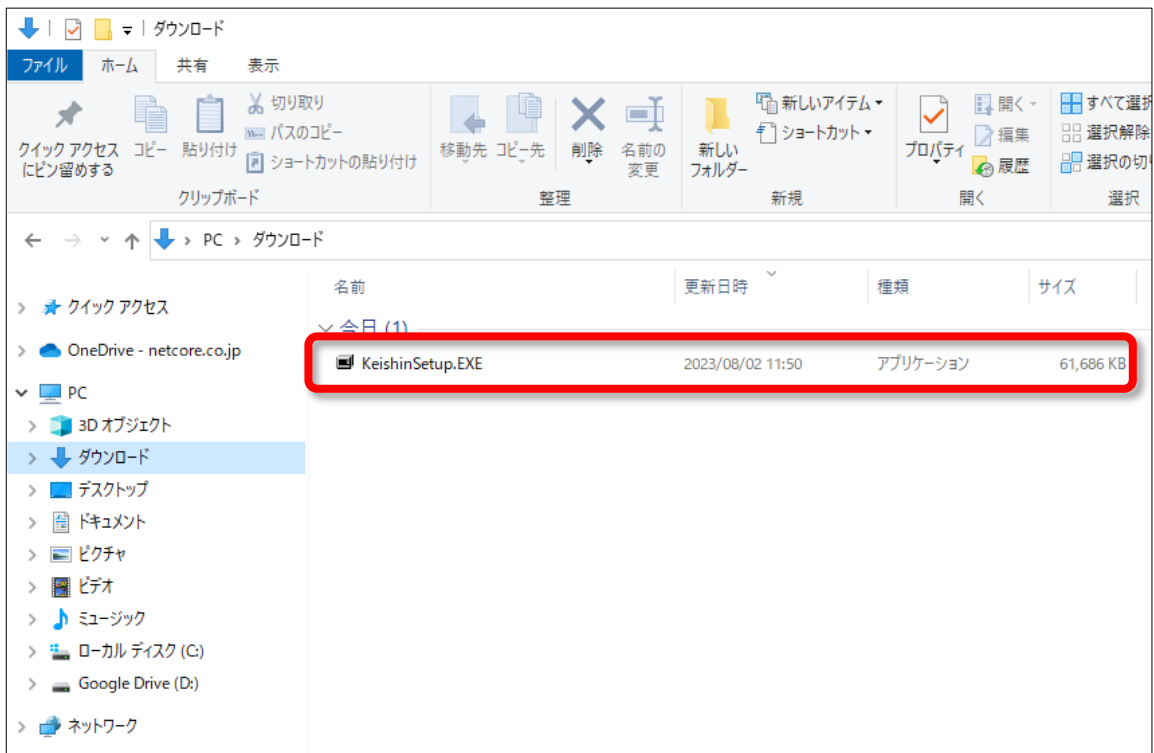 ダウンロード
ファイル ホーム 共有 表示
クイック アクセス
にピン留めする
コピー
貼り付け
切り取り
パスのコピー
ショートカットの貼り付け
クリップボード
移動先
コピー先
削除
名前の
変更
整理
新しい
フォルダー
新しいアイテム
ショートカット
新規
プロパティ
開く
編集
履歴
開く
すべて選択
選択解除
選択の切り
選択
PC ダウンロード
名前 更新日時 種類 サイズ
今日 (1)
KeishinSetup.EXE 2023/08/02 11:50 アプリケーション 61,686 KB
クイック アクセス
OneDrive - netcore.co.jp
PC
3D オブジェクト
ダウンロード
デスクトップ
ドキュメント
ピクチャ
ビデオ
ミュージック
ローカル ディスク (C:)
Google Drive (D:)
ネットワーク